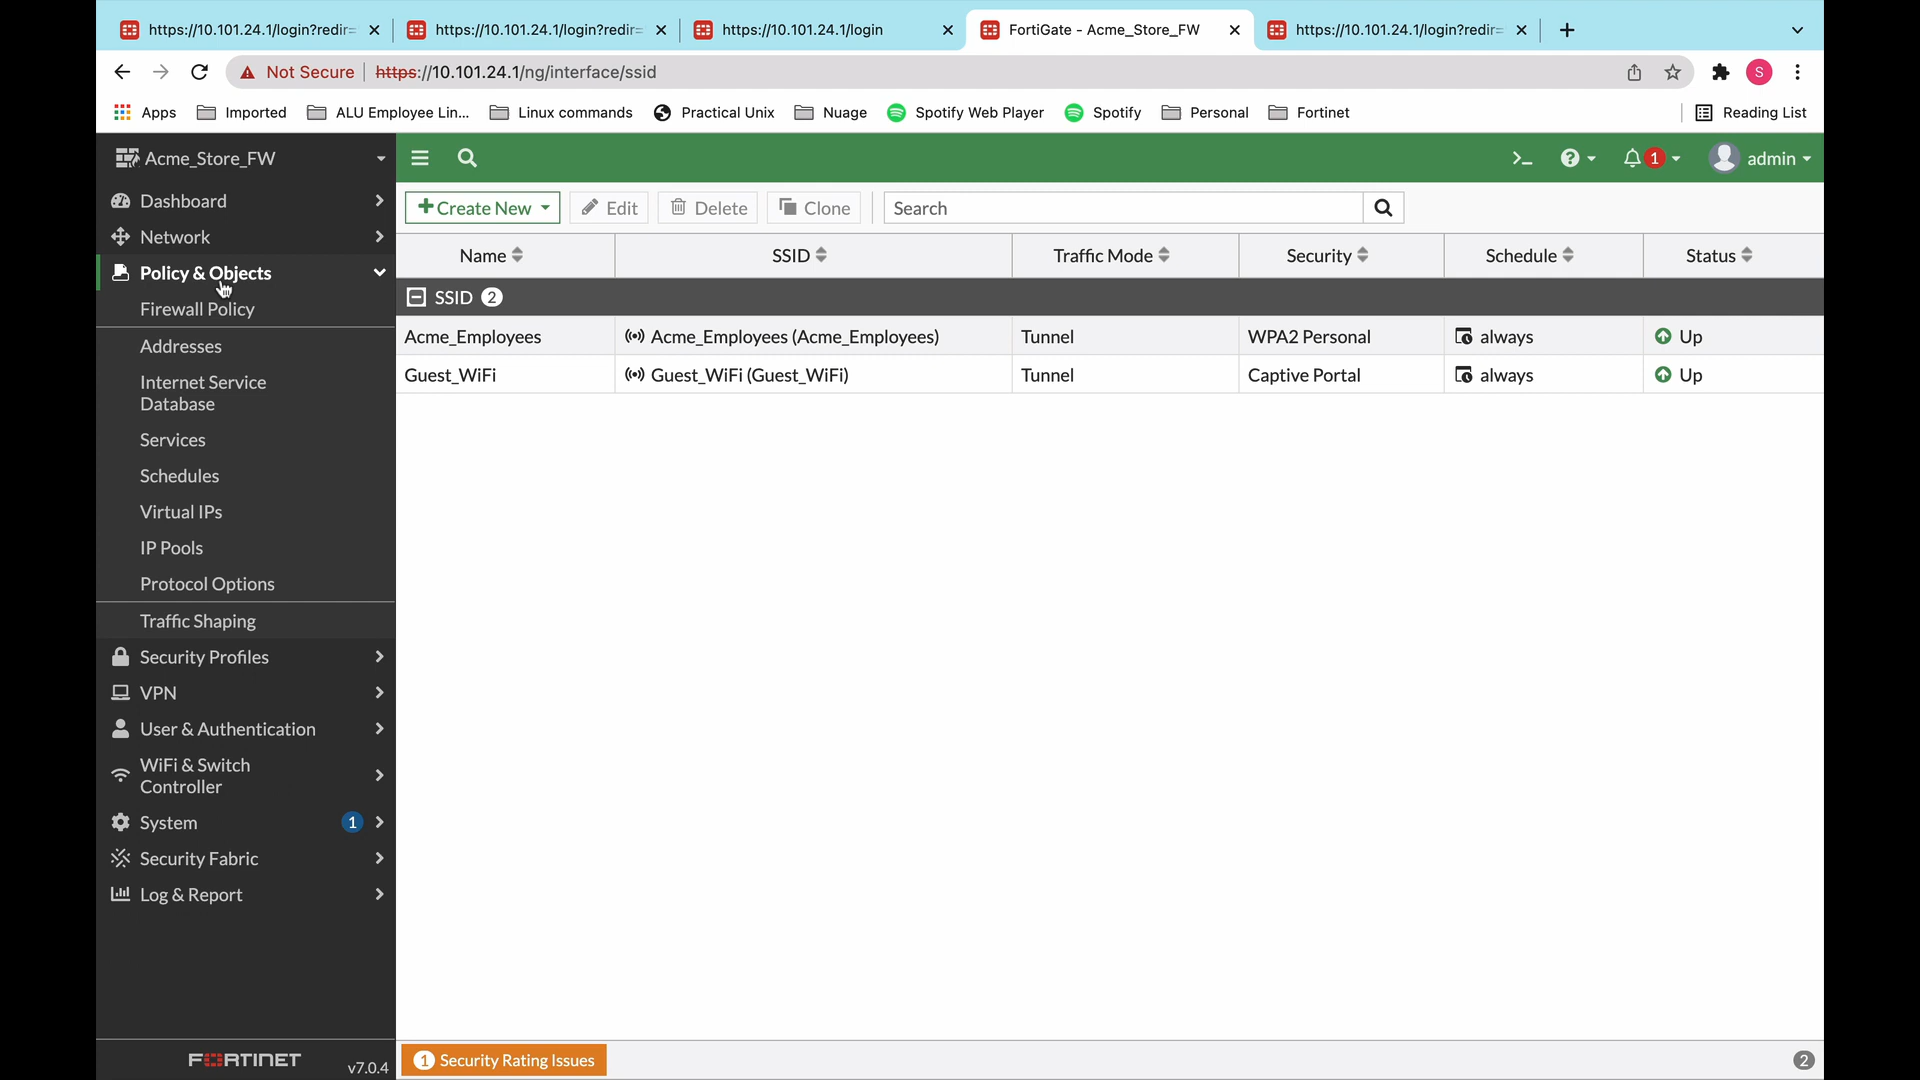 https://10.101.24.1/login?redir=
https://10.101.24.1/login?redir=
https://10.101.24.1/login
FortiGate - Acme_Store_FW
https://10.101.24.1/login?redir=
Not Secure
https://10.101.24.1/ng/interface/ssid
S
Apps
Imported
ALU Employee Lin...
Linux commands
Practical Unix
Nuage
Spotify Web Player
Spotify
Personal
Fortinet
Reading List
Acme_Store_FW
1
admin
Dashboard
Network
Policy & Objects
Firewall Policy
Addresses
Internet Service
Database
Services
Schedules
Virtual IPs
IP Pools
Protocol Options
Traffic Shaping
Security Profiles
VPN
User & Authentication
WiFi & Switch
Controller
System 1
Security Fabric
Log & Report
FORTINET
v7.0.4
+Create New
Edit
Delete
Clone
Search
Name SSID Traffic Mode Security Schedule Status
SSID 2
Acme_Employees Acme_Employees (Acme_Employees) Tunnel WPA2 Personal always Up
Guest_WiFi Guest_WiFi (Guest_WiFi) Tunnel Captive Portal always Up
1 Security Rating Issues
2